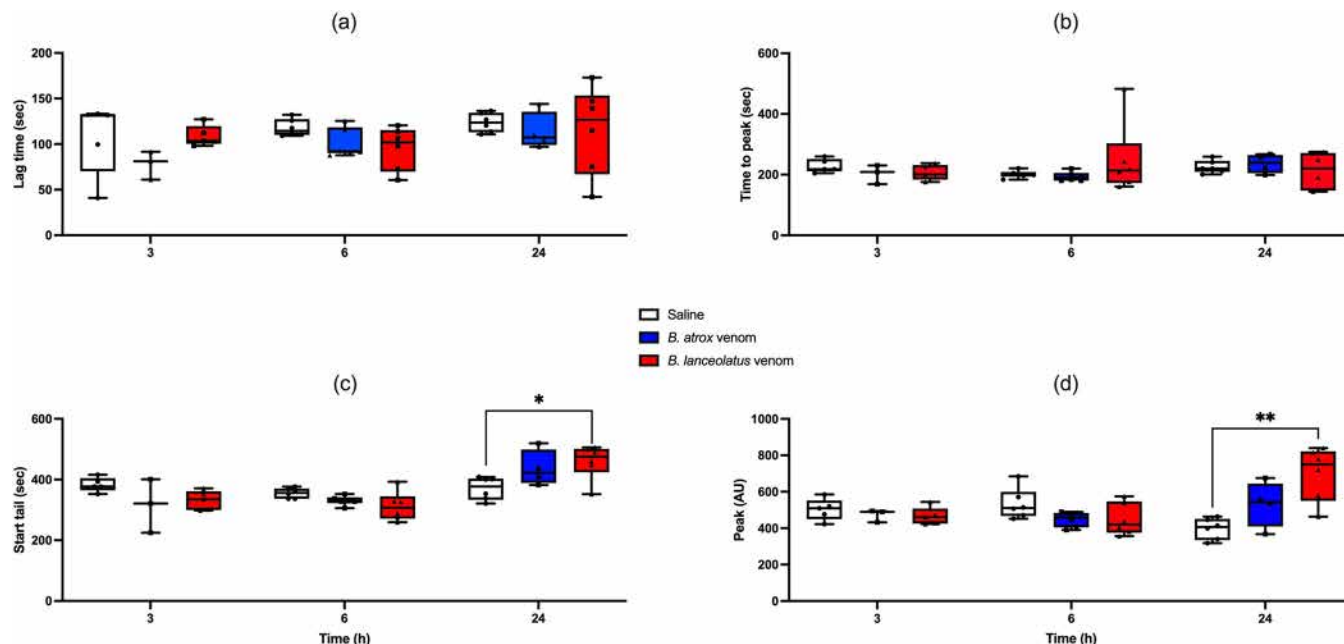 (a)
Lag time (sec)
200
150
100
50
0
3
6
24
(b)
Time to peak (sec)
600
400
200
0
3
6
24
Saline
B. atrox venom
B. lanceolatus venom
(c)
Start tail (sec)
600
400
200
0
*
3
6
24
Time (h)
(d)
Peak (AU)
1000
800
600
400
200
0
**
3
6
24
Time (h)